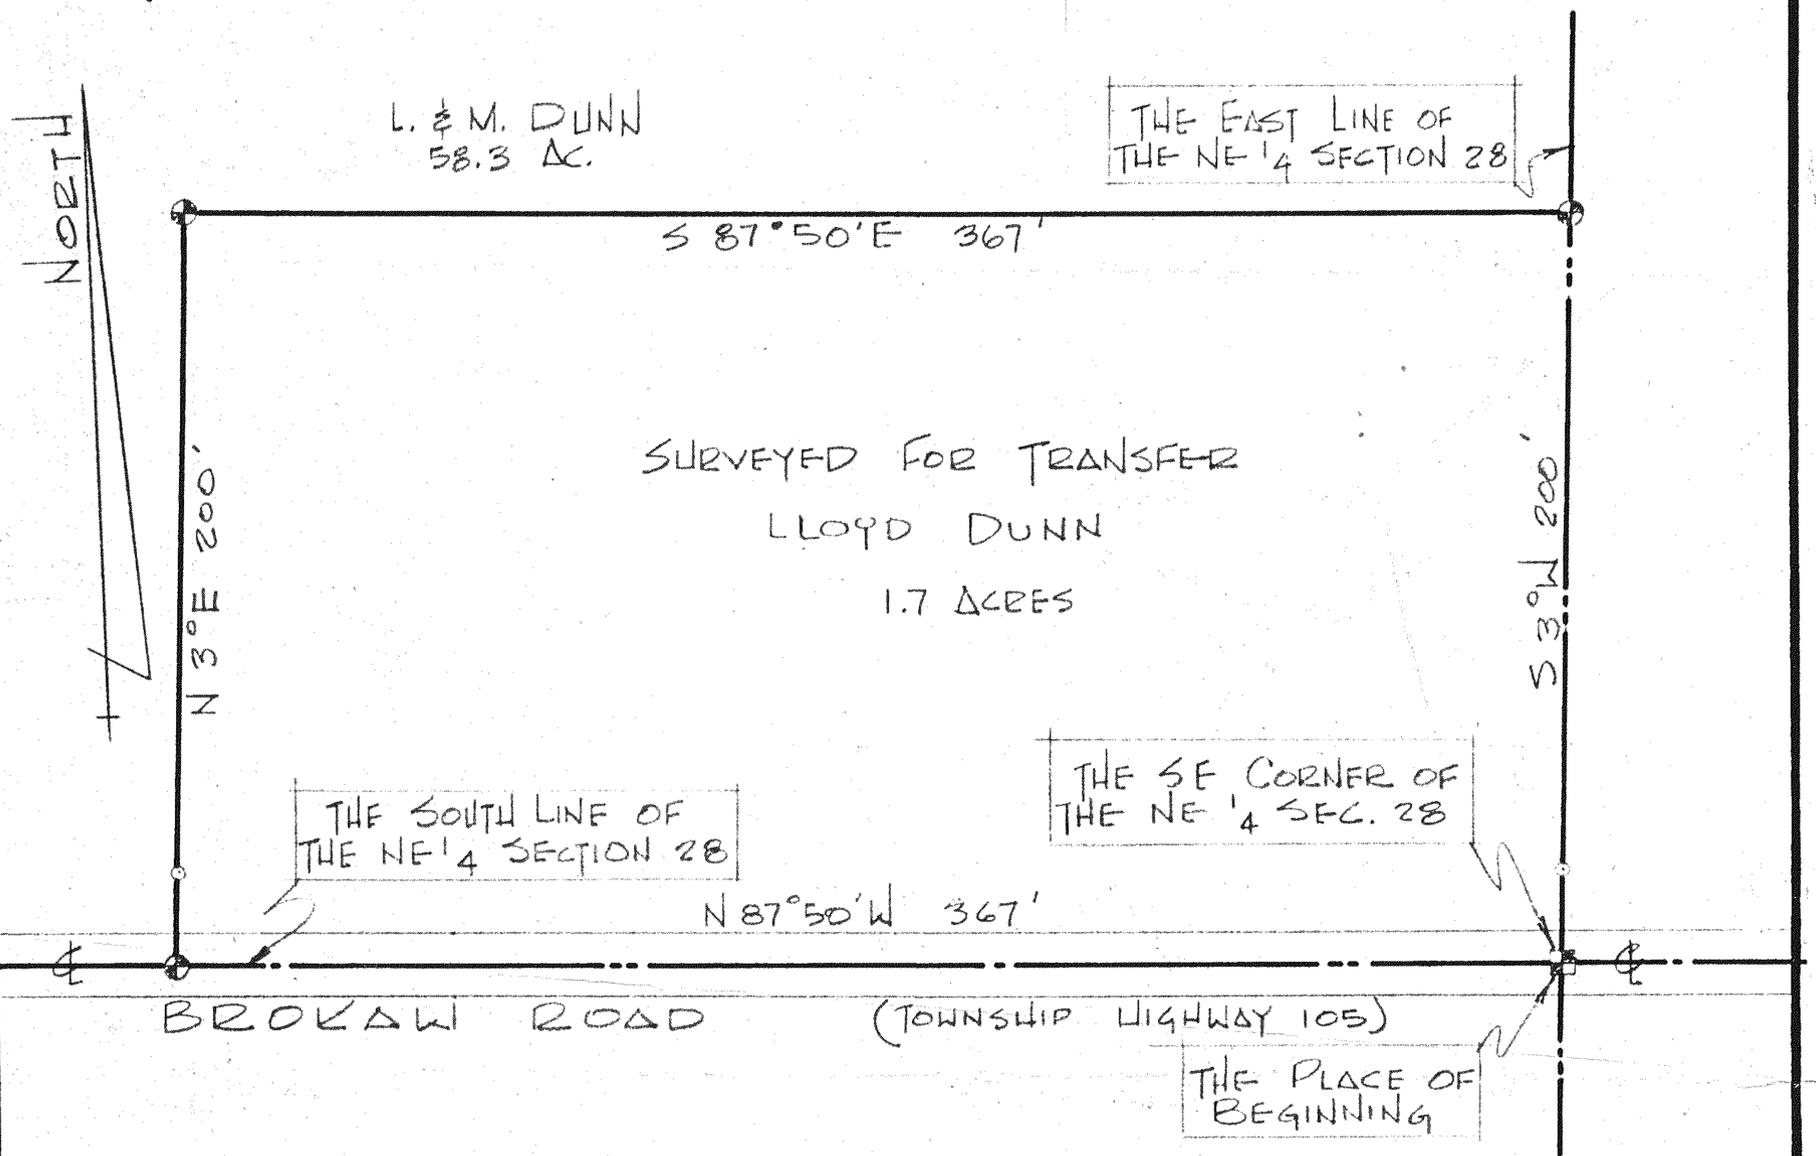 NORTH
L. & M. DUNN
58.3 AC.
THE EAST LINE OF
THE NE 1/4 SECTION 28
S 87°50'E 367'
N 3°E 200'
SURVEYED FOR TRANSFER
LLOYD DUNN
1.7 ACRES
S 3°W 200'
THE SE CORNER OF
THE NE 1/4 SEC. 28
THE SOUTH LINE OF
THE NE 1/4 SECTION 28
N 87°50'W 367'
℄
℄
BROKAW ROAD (TOWNSHIP HIGHWAY 105)
THE PLACE OF
BEGINNING